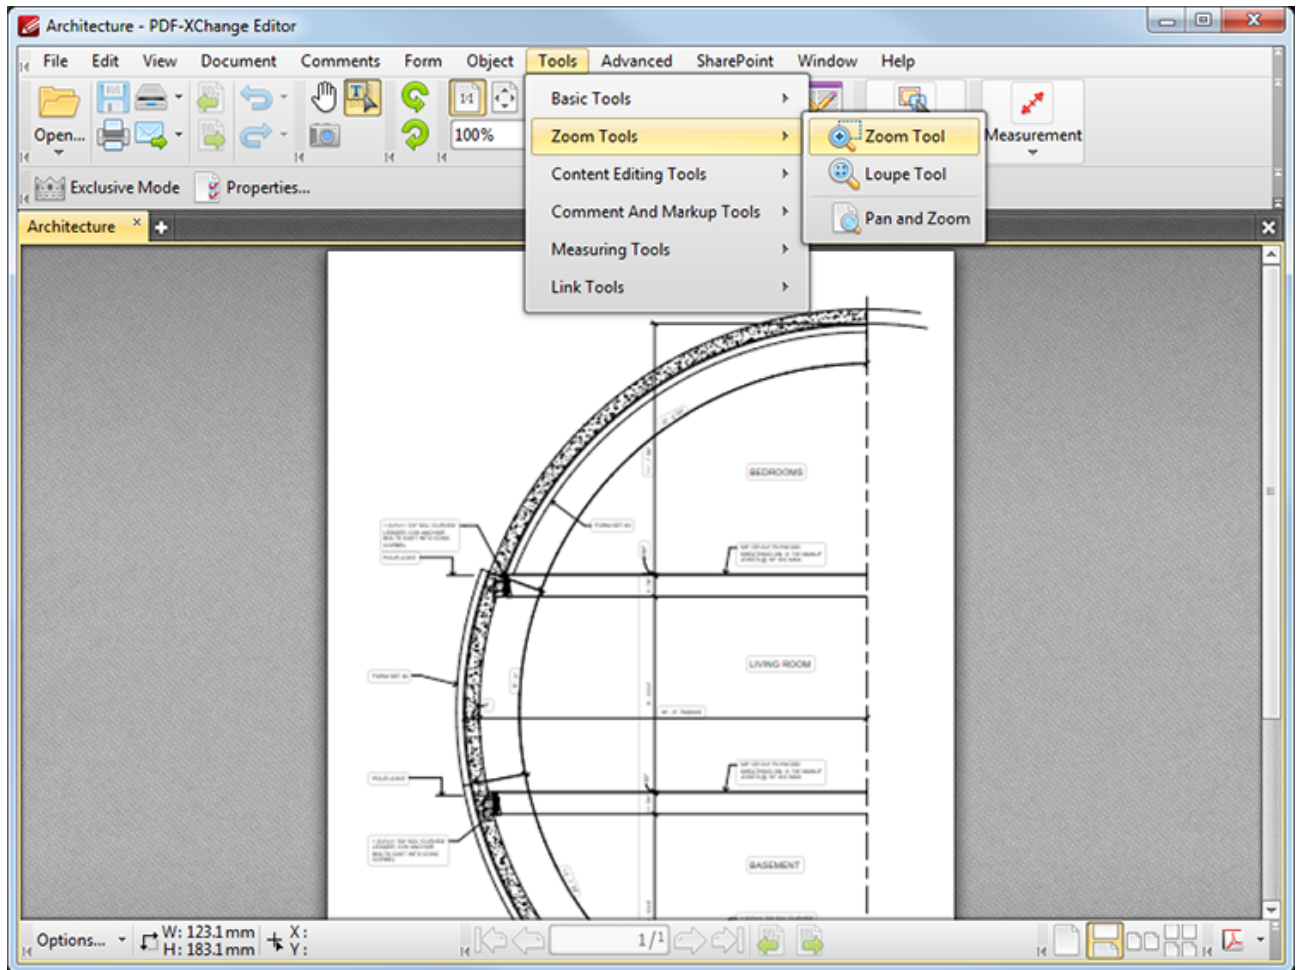 Architecture - PDF-XChange Editor
File Edit View Document Comments Form Object Tools Advanced SharePoint Window Help
Open...
1:1
100%
Measurement
Exclusive Mode Properties...
Architecture
Basic Tools
Zoom Tools
Content Editing Tools
Comment And Markup Tools
Measuring Tools
Link Tools
Zoom Tool
Loupe Tool
Pan and Zoom
BEDROOMS
LIVING ROOM
BASEMENT
Options...
W: 123.1 mm
H: 183.1 mm
X:
Y:
1/1